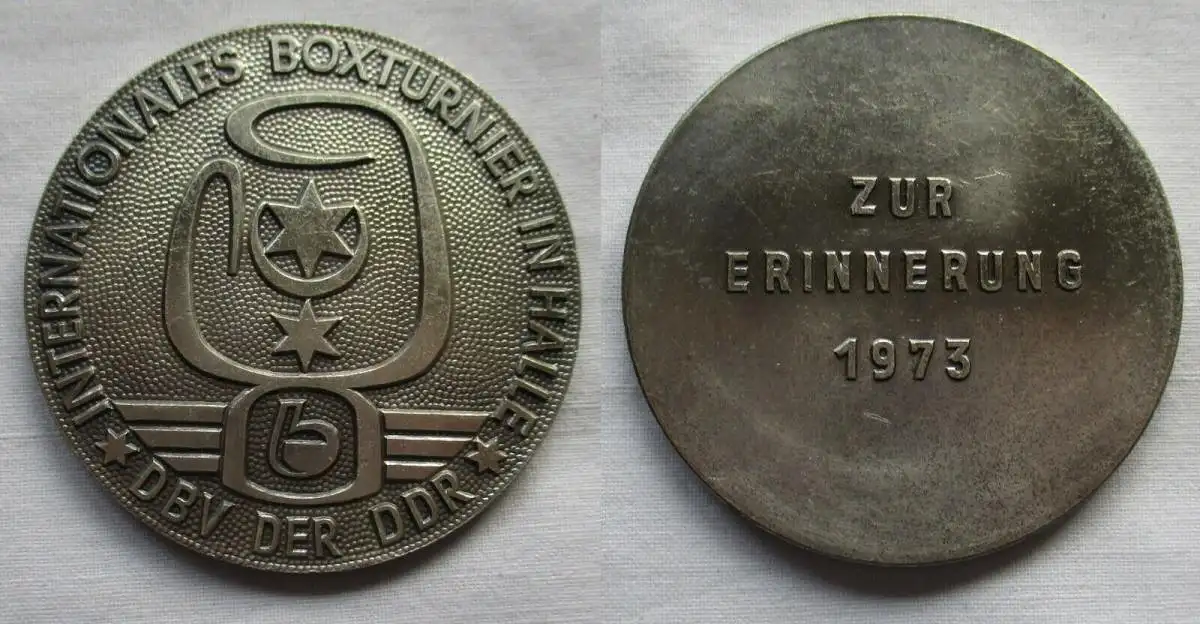 INTERNATIONALES BOXTURNIER IN HALLE
b
DBV DER DDR
ZUR
ERINNERUNG
1973